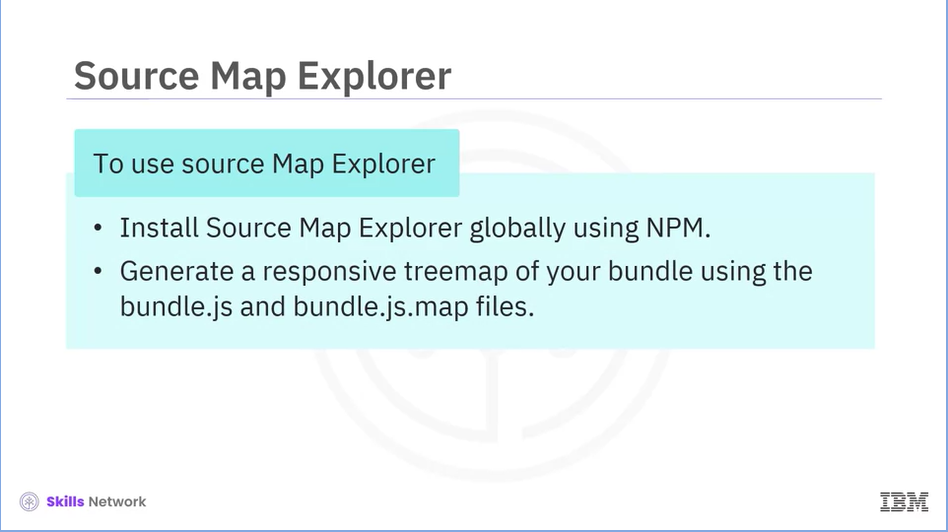 Source Map Explorer
To use source Map Explorer
• Install Source Map Explorer globally using NPM.
• Generate a responsive treemap of your bundle using the
bundle.js and bundle.js.map files.
Skills Network
IBM